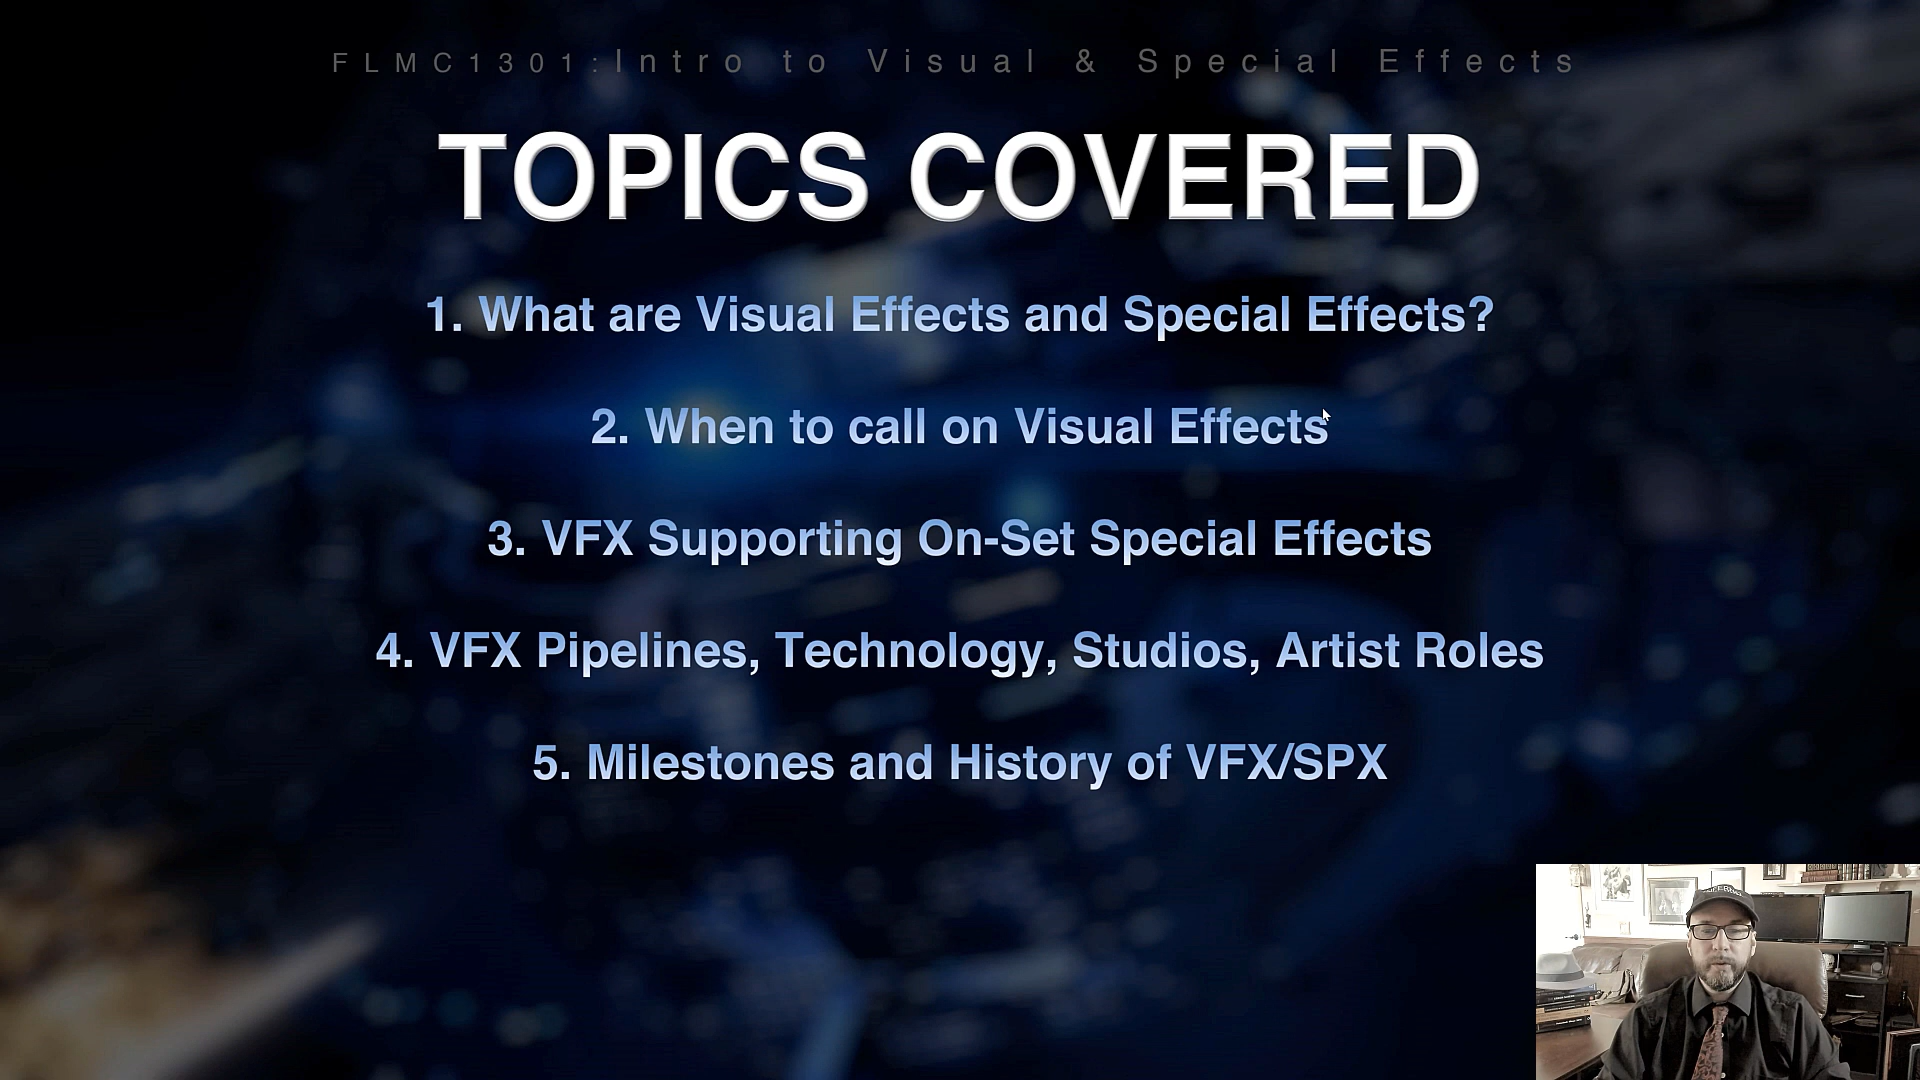 FLMC1301:Intro to Visual & Special Effects
TOPICS COVERED
1. What are Visual Effects and Special Effects?
2. When to call on Visual Effects
3. VFX Supporting On-Set Special Effects
4. VFX Pipelines, Technology, Studios, Artist Roles
5. Milestones and History of VFX/SPX